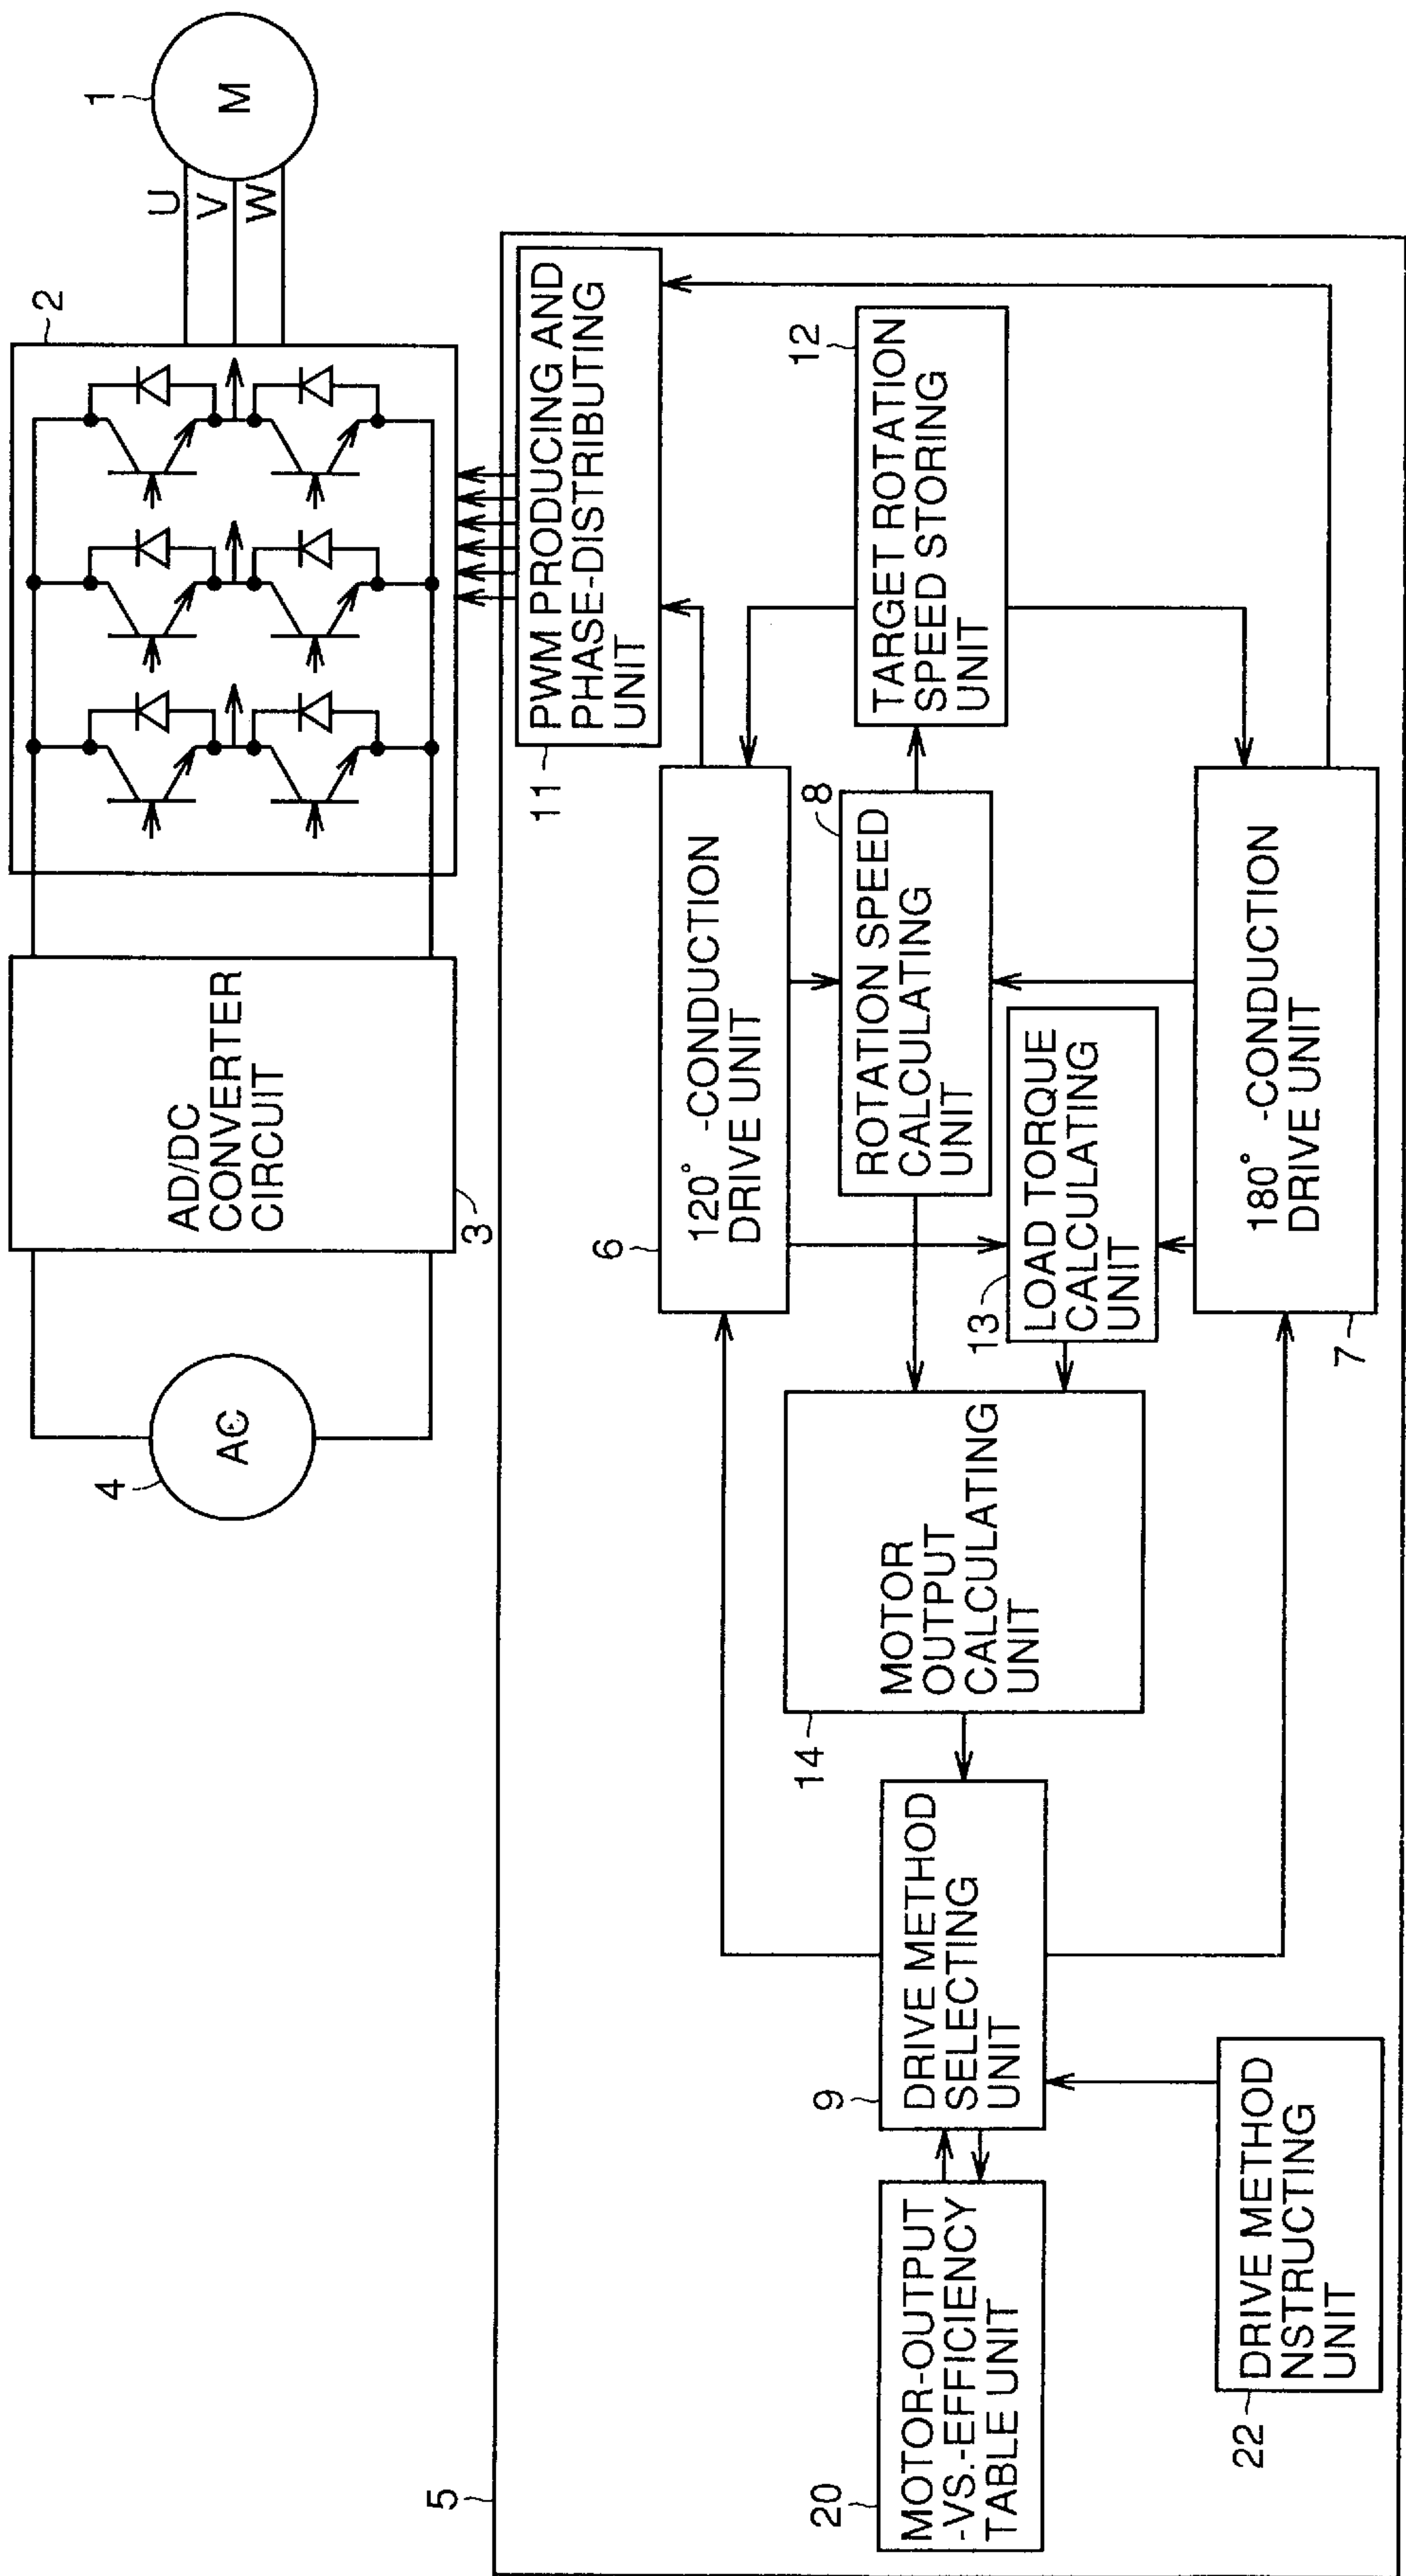 1
M
U
V
W
2
AD/DC
CONVERTER
CIRCUIT
3
AC
4
5
PWM PRODUCING AND
PHASE-DISTRIBUTING
UNIT
11
120° -CONDUCTION
DRIVE UNIT
6
TARGET ROTATION
SPEED STORING
UNIT
12
ROTATION SPEED
CALCULATING
UNIT
8
LOAD TORQUE
CALCULATING
UNIT
13
180° -CONDUCTION
DRIVE UNIT
7
MOTOR
OUTPUT
CALCULATING
UNIT
14
DRIVE METHOD
SELECTING
UNIT
9
MOTOR-OUTPUT
-VS.-EFFICIENCY
TABLE UNIT
20
DRIVE METHOD
NSTRUCTING
UNIT
22